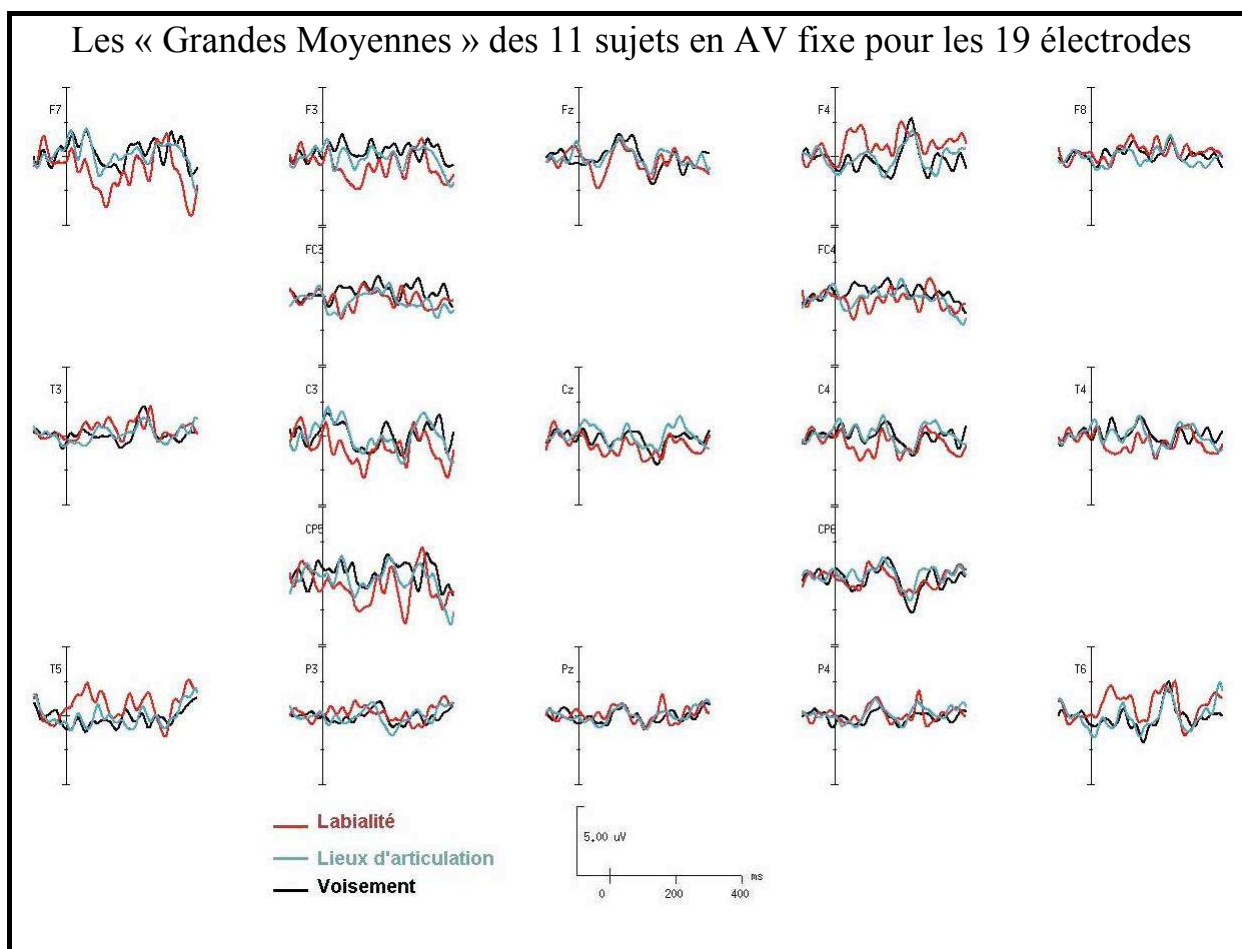 Les « Grandes Moyennes » des 11 sujets en AV fixe pour les 19 électrodes
F7 F3 Fz F4 F8
FC3 FC4
T3 C3 Cz C4 T4
CP5 CP6
T5 P3 Pz P4 T6
Labialité
Lieux d'articulation
Voisement
5.00 uV
ms
0 200 400